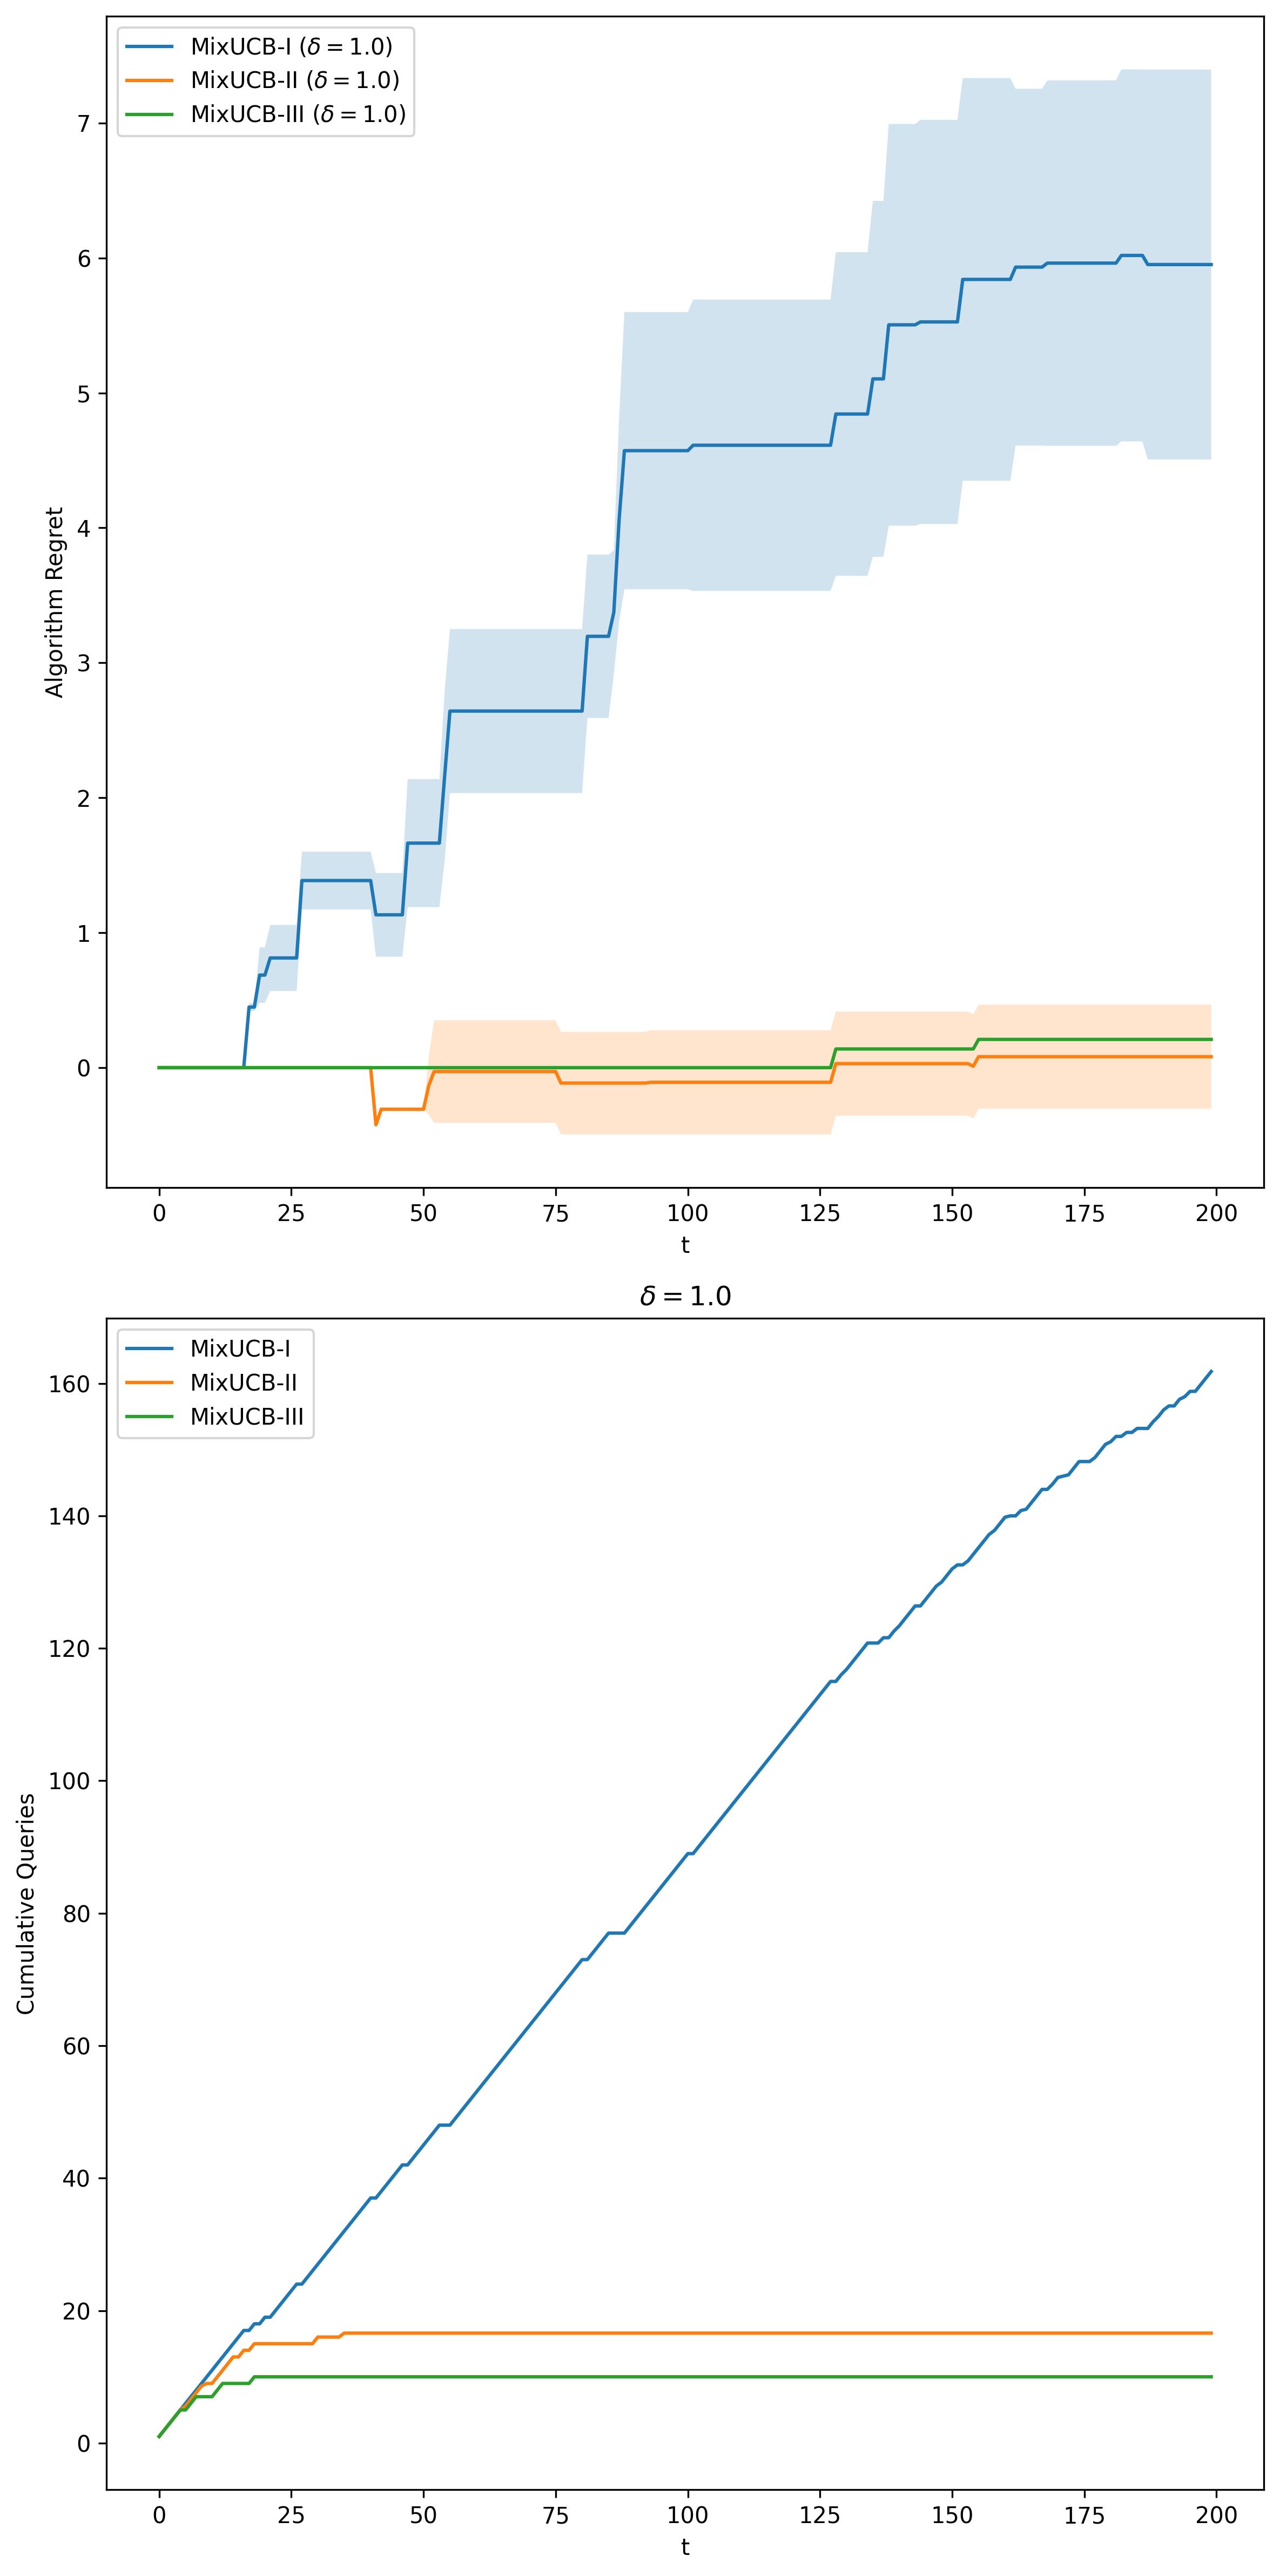 MixUCB-I (δ = 1.0)
MixUCB-II (δ = 1.0)
MixUCB-III (δ = 1.0)
7
6
5
4
3
2
1
0
Algorithm Regret
0 25 50 75 100 125 150 175 200
t
δ = 1.0
MixUCB-I
MixUCB-II
MixUCB-III
160
140
120
100
80
60
40
20
0
Cumulative Queries
0 25 50 75 100 125 150 175 200
t